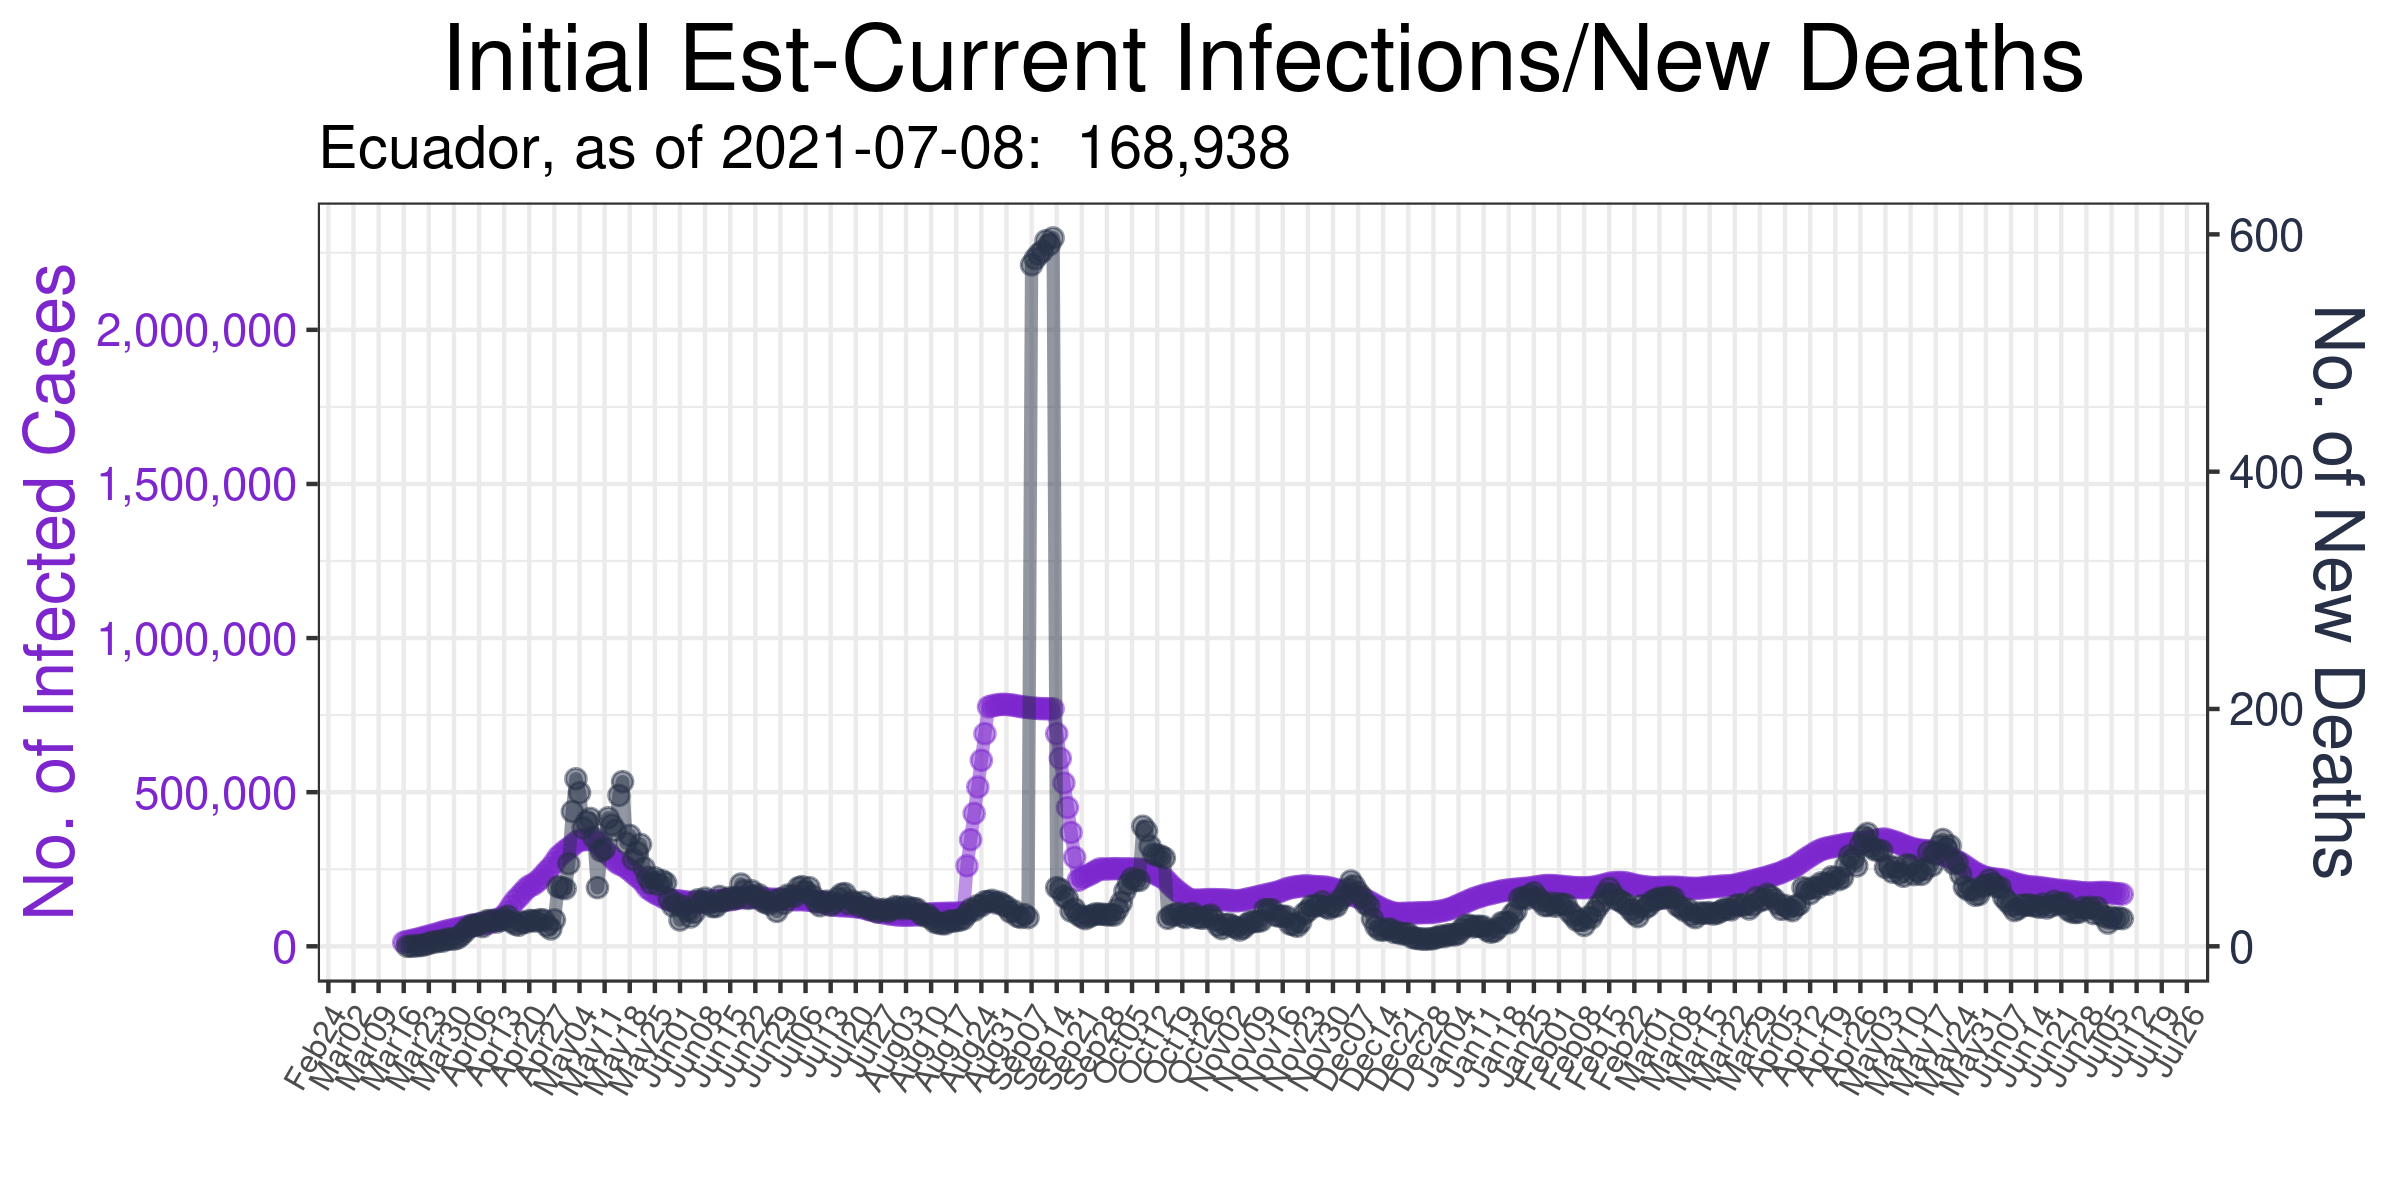 Initial Est-Current Infections/New Deaths
Ecuador, as of 2021-07-08:  168,938
No. of Infected Cases
2,000,000
1,500,000
1,000,000
500,000
0
600
400
200
0
No. of New Deaths
Feb24
Mar02
Mar09
Mar16
Mar23
Mar30
Apr06
Apr13
Apr20
Apr27
May04
May11
May18
May25
Jun01
Jun08
Jun15
Jun22
Jun29
Jul06
Jul13
Jul20
Jul27
Aug03
Aug10
Aug17
Aug24
Aug31
Sep07
Sep14
Sep21
Sep28
Oct05
Oct12
Oct19
Oct26
Nov02
Nov09
Nov16
Nov23
Nov30
Dec07
Dec14
Dec21
Dec28
Jan04
Jan11
Jan18
Jan25
Feb01
Feb08
Feb15
Feb22
Mar01
Mar08
Mar15
Mar22
Mar29
Apr05
Apr12
Apr19
Apr26
May03
May10
May17
May24
May31
Jun07
Jun14
Jun21
Jun28
Jul05
Jul12
Jul19
Jul26